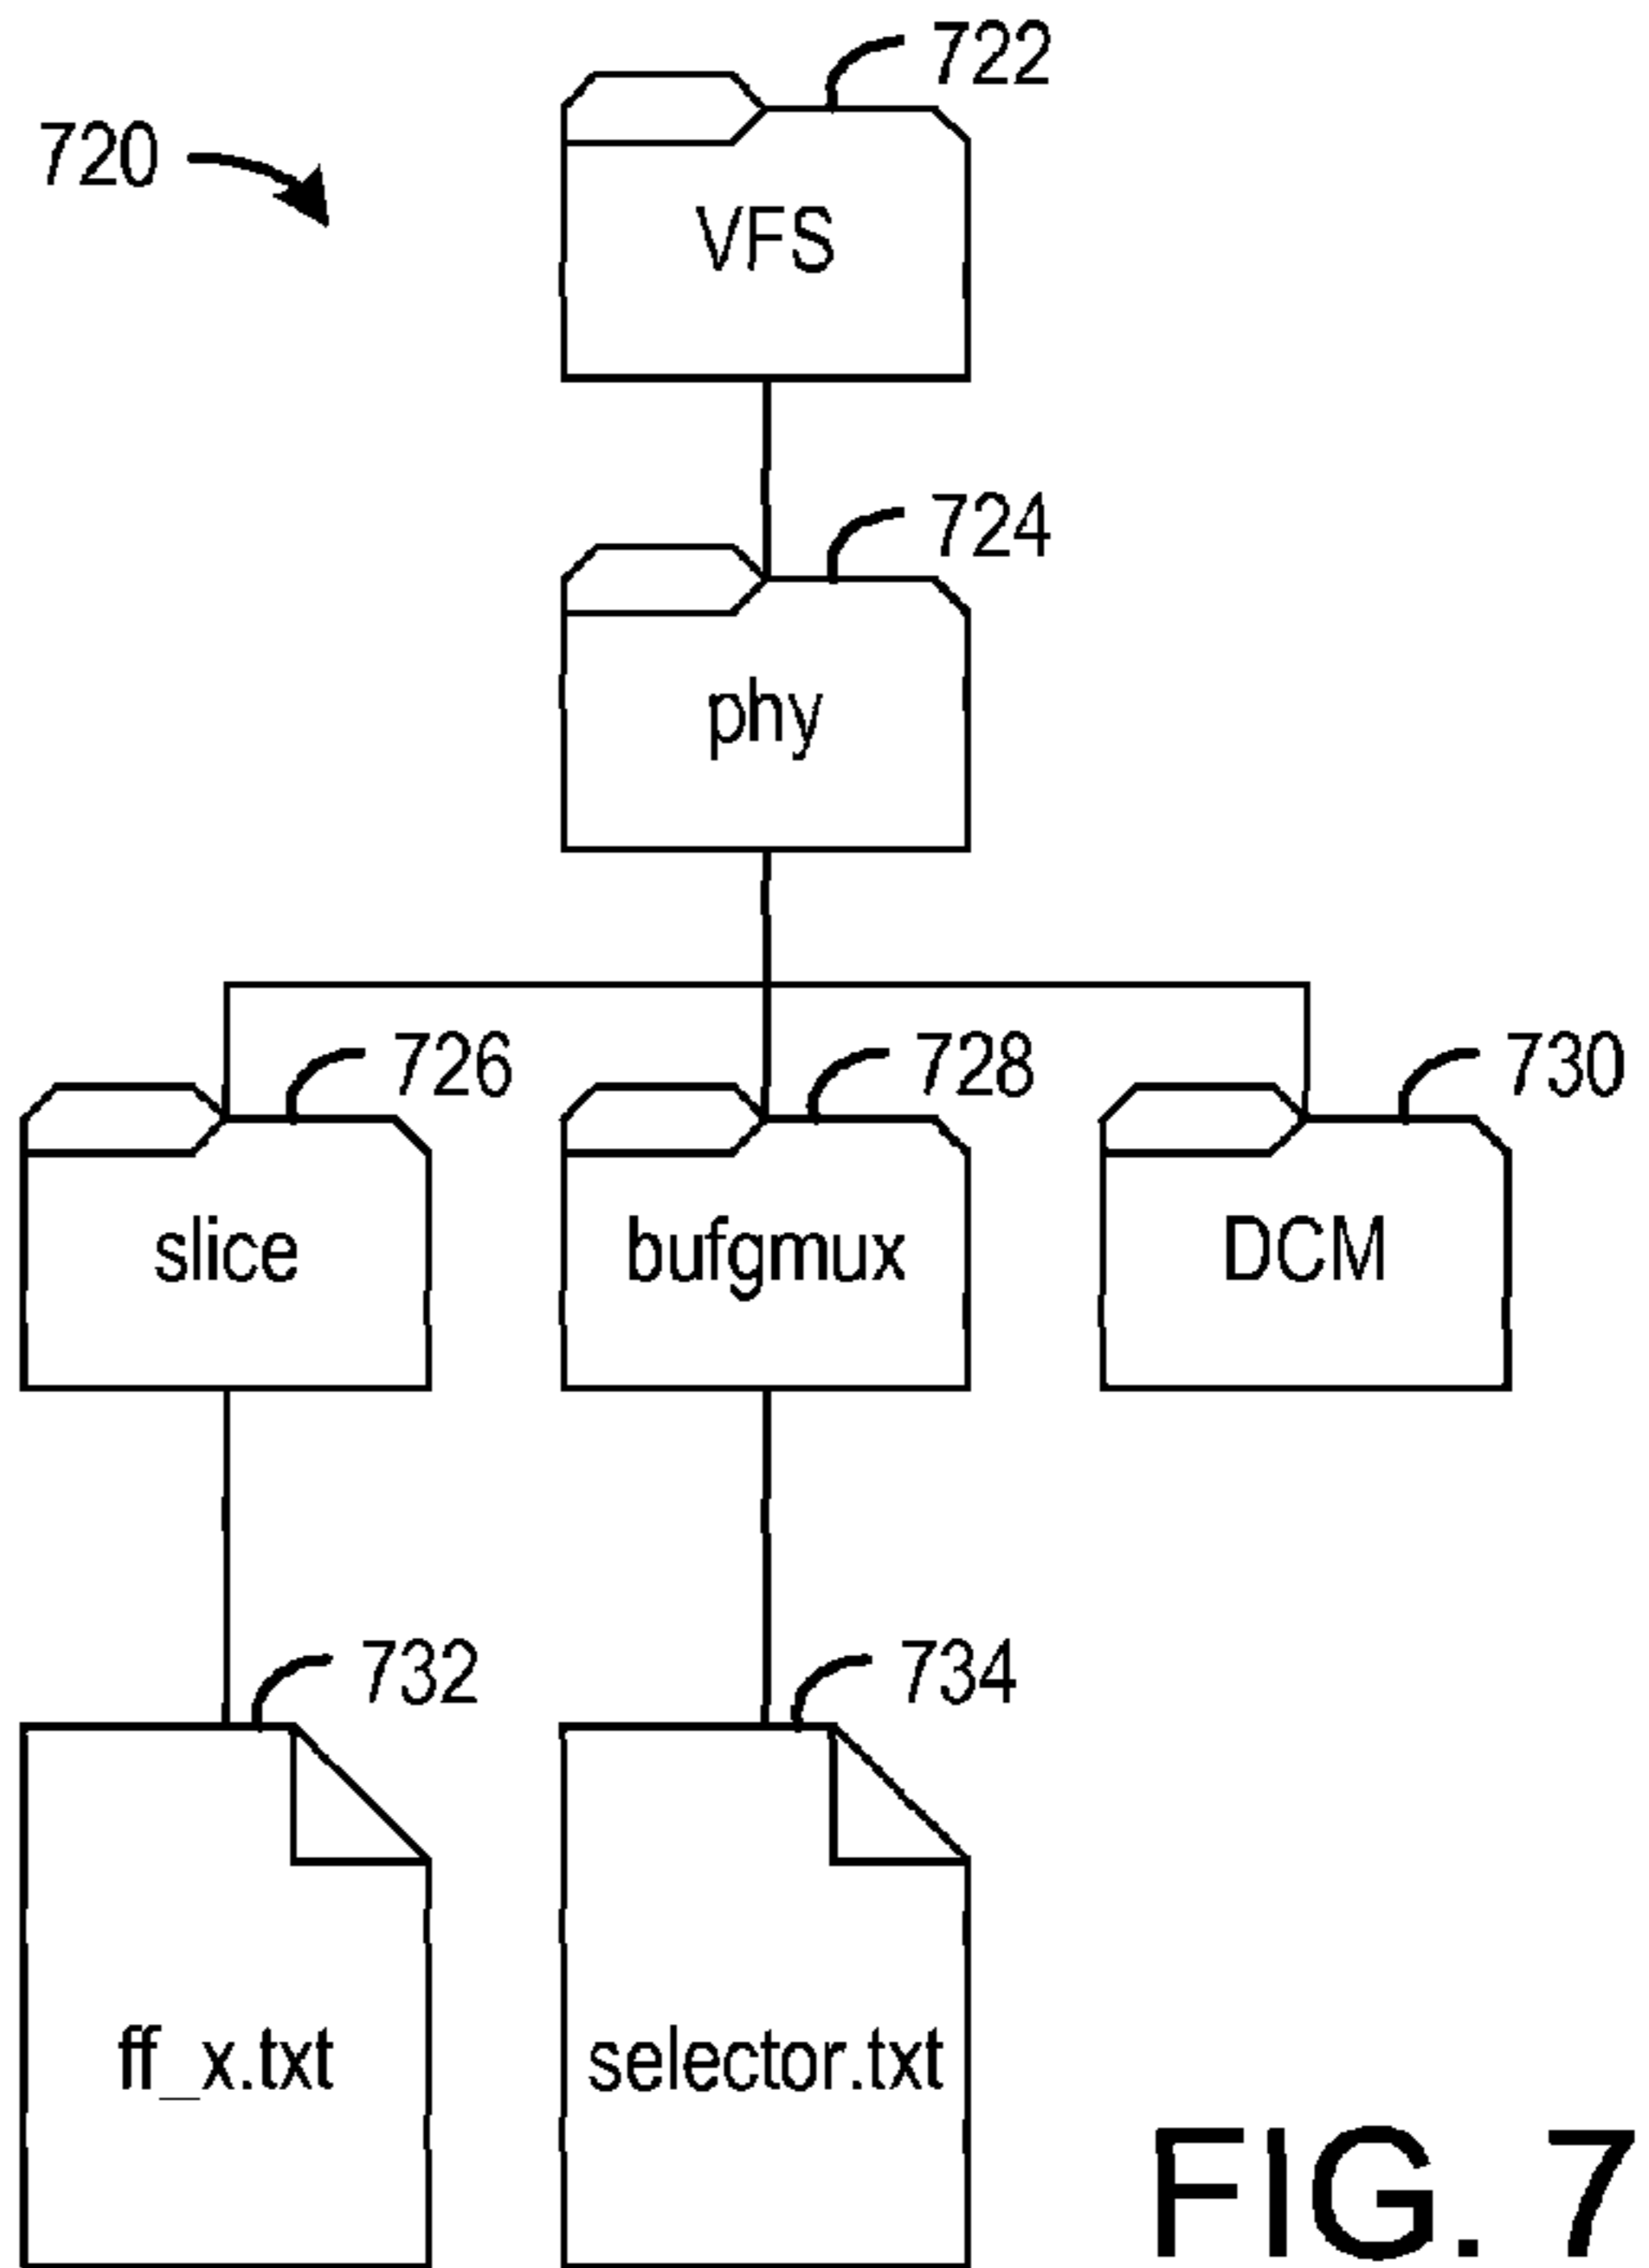 722
720
VFS
724
phy
726
728
730
slice
bufgmux
DCM
732
734
ff_x.txt
selector.txt
FIG. 7